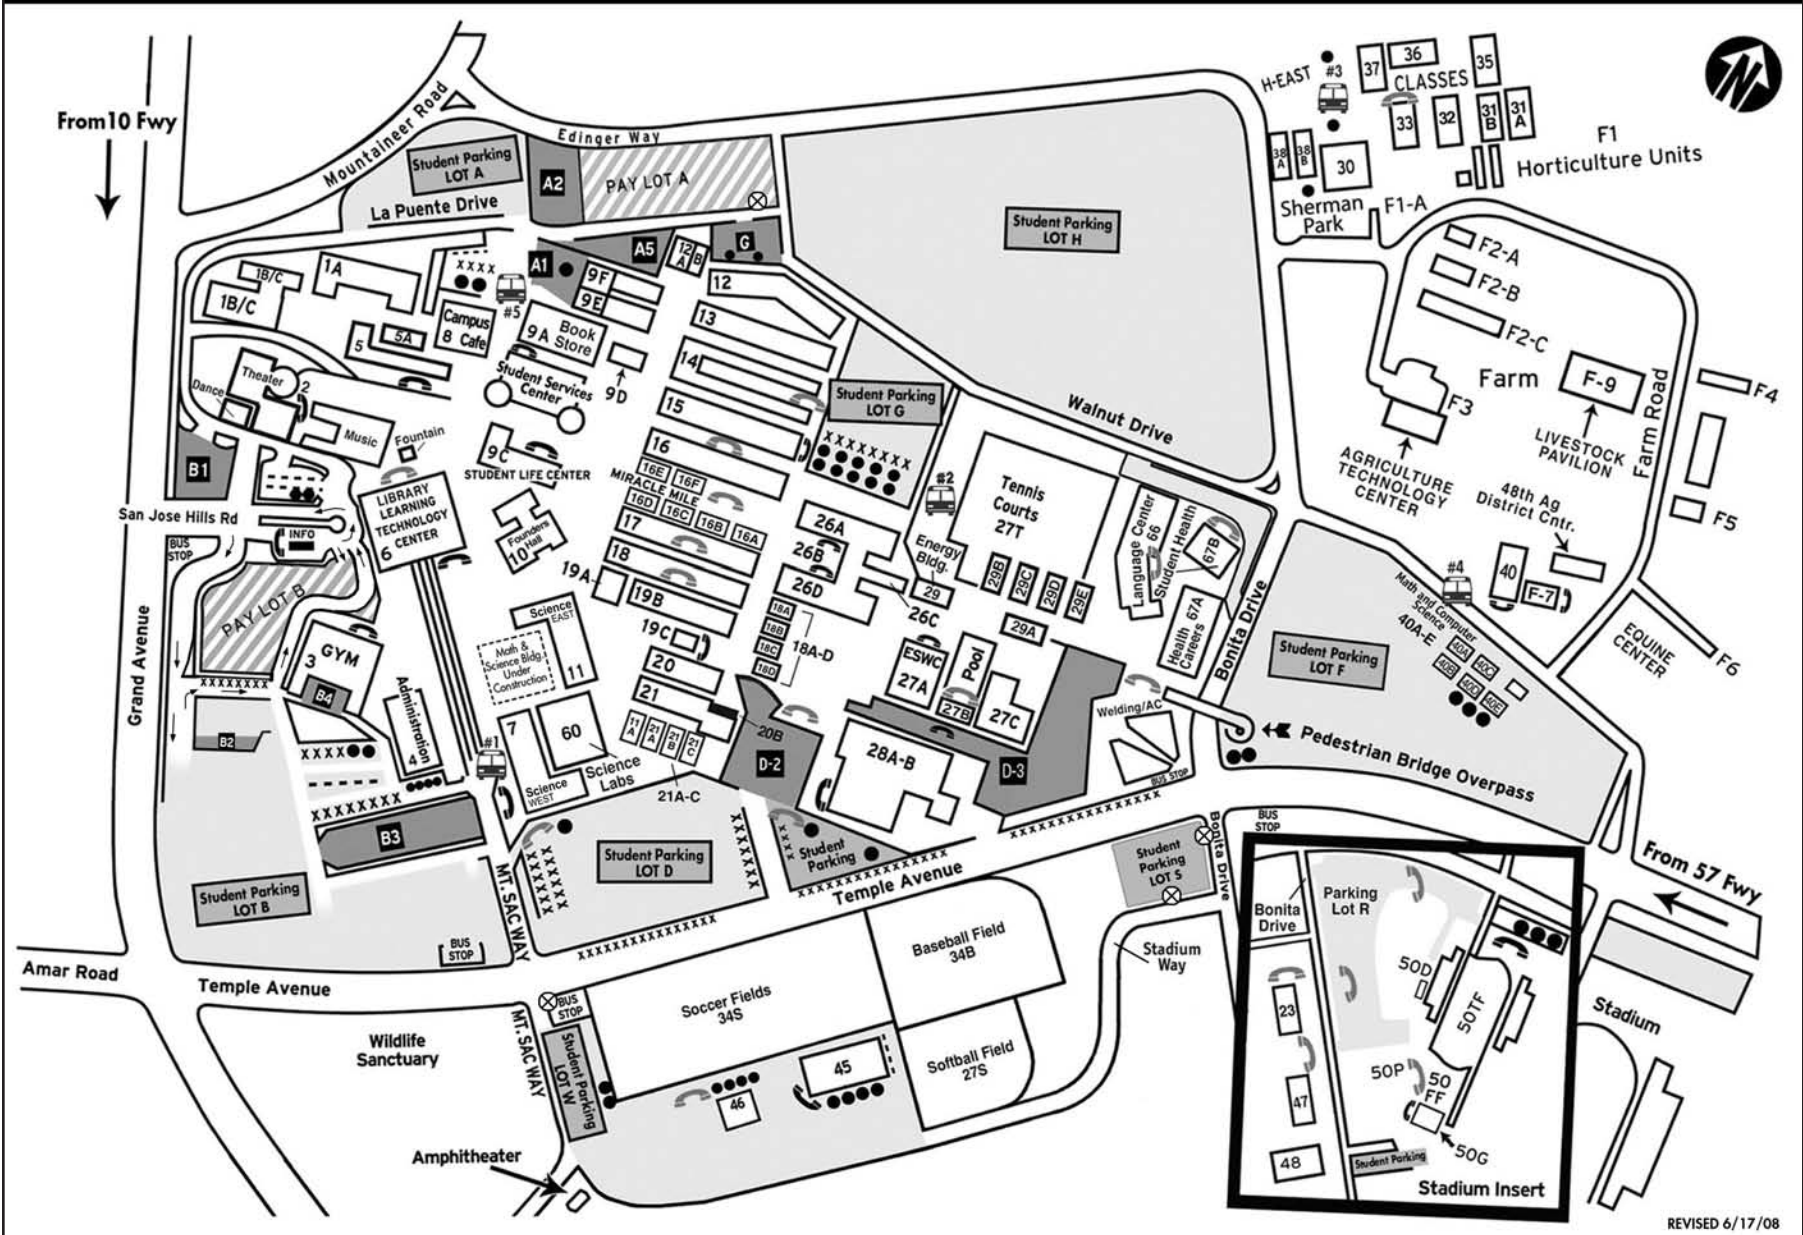 From 10 Fwy
Mountaineer Road
Edinger Way
Student Parking
LOT A
A2
PAY LOT A
La Puente Drive
H-EAST
#3
37
36
CLASSES
35
33
32
31
B
31
A
38
A
38
B
30
F1
Horticulture Units
Sherman
Park
F1-A
N
Student Parking
LOT H
A1
A5
12
A
B
G
1B/C
1A
1B/C
XXXX
#5
9F
9E
12
Campus
8 Cafe
9A
Book
Store
9D
5
5A
13
14
15
16
Student Parking
LOT G
XXXXXXXX
F2-A
F2-B
F2-C
Farm
F-9
F3
F4
F5
F6
LIVESTOCK
PAVILION
Farm Road
AGRICULTURE
TECHNOLOGY
CENTER
48th Ag
District Cntr.
Walnut Drive
Theater
2
Dance
Music
Fountain
Student Services
Center
9C
STUDENT LIFE CENTER
B1
San Jose Hills Rd
BUS
STOP
INFO
LIBRARY
LEARNING
TECHNOLOGY
6 CENTER
Founders
Hall
10
16E
16F
MIRACLE MILE
16D
16C
16B
16A
17
18
19A
19B
19C
20
21
#2
Tennis
Courts
27T
26A
26B
26D
26C
Energy
Bldg.
29
29B
29C
29D
29E
29A
Language Center
66
Student Health
67B
Health 67A
Careers
Bonita Drive
#4
40
F-7
Math and Computer
Science
40A-E
40A
40C
40B
40D
40E
EQUINE
CENTER
Student Parking
LOT F
Grand Avenue
PAY LOT B
XXXXXXXX
GYM
3
B4
B2
Administration
4
Science
EAST
Math &
Science Bldg.
Under
Construction
11
18A
18B
18C
18D
18A-D
ESWC
27A
Pool
27B
27C
Welding/AC
Pedestrian Bridge Overpass
BUS STOP
#1
7
60
Science
Labs
Science
WEST
11
A
21
A
21
B
21
C
21A-C
20B
D-2
28A-B
D-3
B3
Student Parking
LOT B
BUS
STOP
MT. SAC WAY
Student Parking
LOT D
Student
Parking
Temple Avenue
Student
Parking
LOT S
Bonita Drive
BUS
STOP
From 57 Fwy
Amar Road
Temple Avenue
Wildlife
Sanctuary
MT. SAC WAY
BUS
STOP
Student Parking
LOT W
Soccer Fields
34S
Baseball Field
34B
Softball Field
27S
45
46
Stadium
Way
Amphitheater
Bonita
Drive
Parking
Lot R
50D
50TF
23
50P
50
FF
47
50G
48
Student Parking
Stadium Insert
Stadium
REVISED 6/17/08